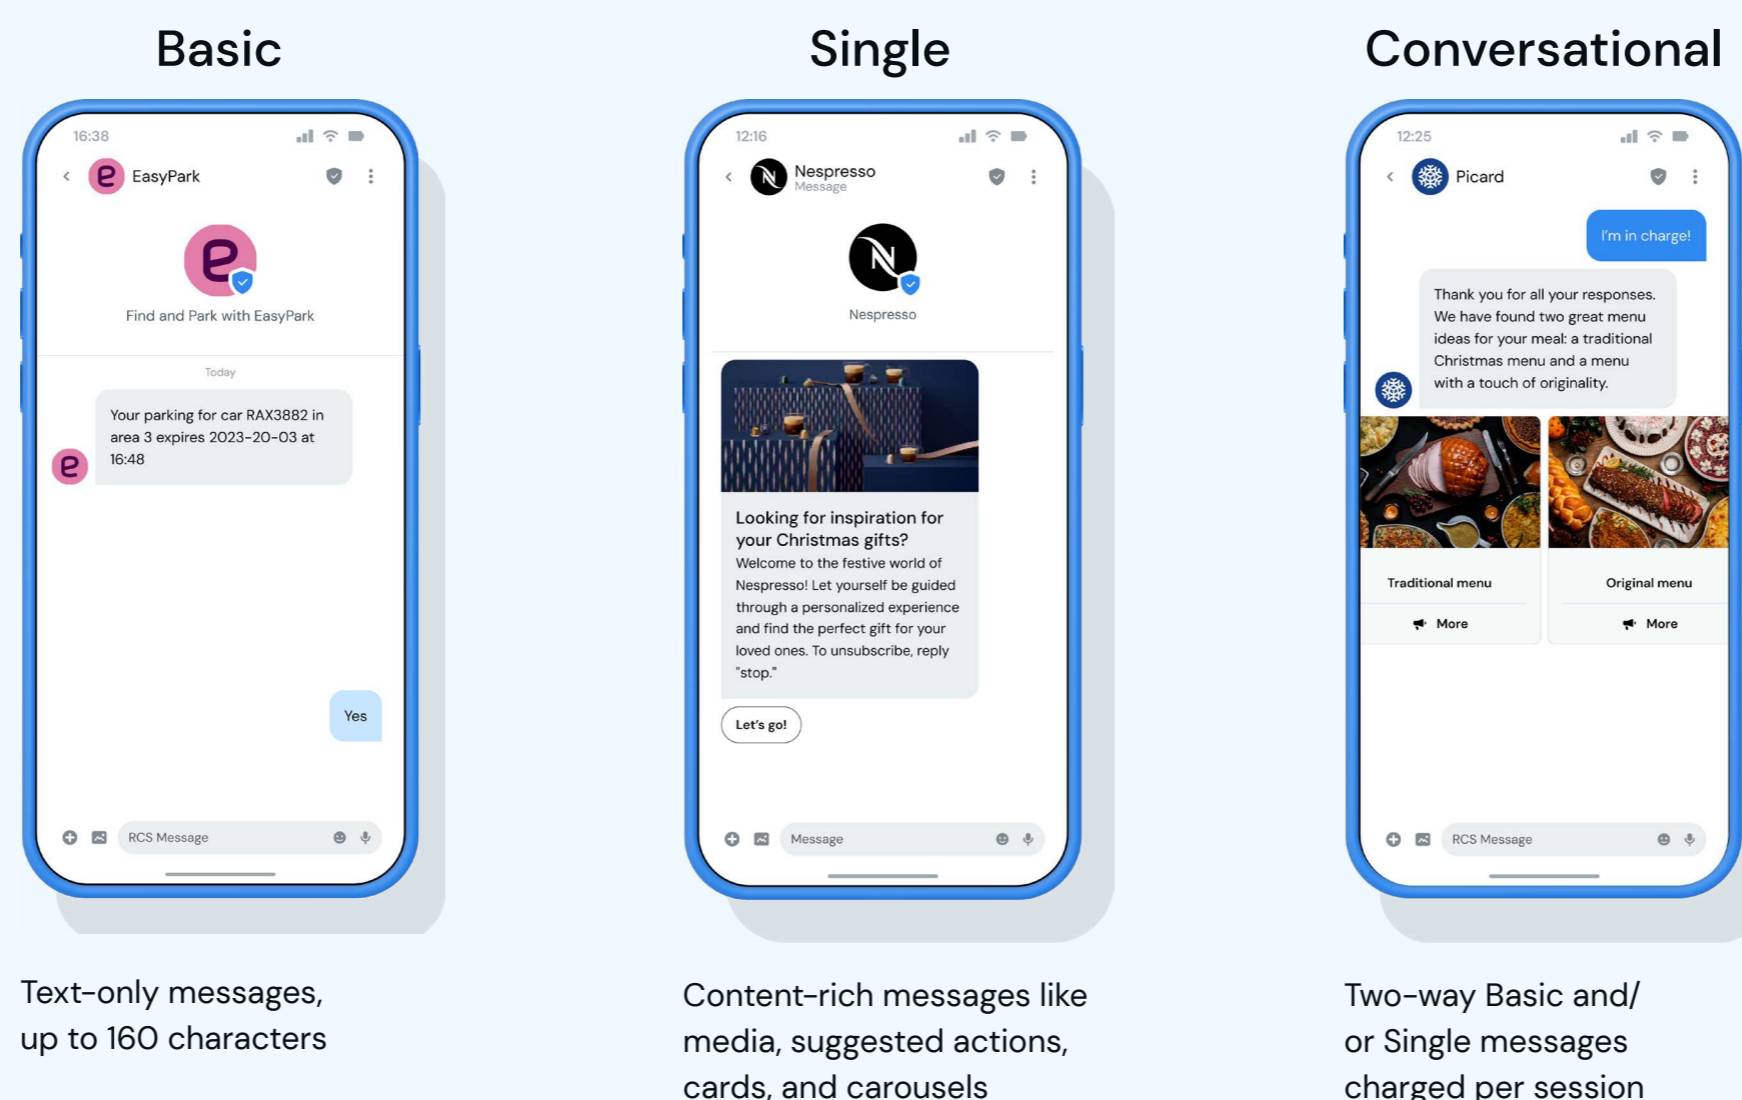 Basic
16:38
EasyPark
Find and Park with EasyPark
Today
Your parking for car RAX3882 in
area 3 expires 2023-20-03 at
16:48
Yes
RCS Message
Text-only messages,
up to 160 characters
Single
12:16
Nespresso
Message
Nespresso
Looking for inspiration for
your Christmas gifts?
Welcome to the festive world of
Nespresso! Let yourself be guided
through a personalized experience
and find the perfect gift for your
loved ones. To unsubscribe, reply
"stop."
Let's go!
Message
Content-rich messages like
media, suggested actions,
cards, and carousels
Conversational
12:25
Picard
I'm in charge!
Thank you for all your responses.
We have found two great menu
ideas for your meal: a traditional
Christmas menu and a menu
with a touch of originality.
Traditional menu
More
Original menu
More
RCS Message
Two-way Basic and/
or Single messages
charged per session